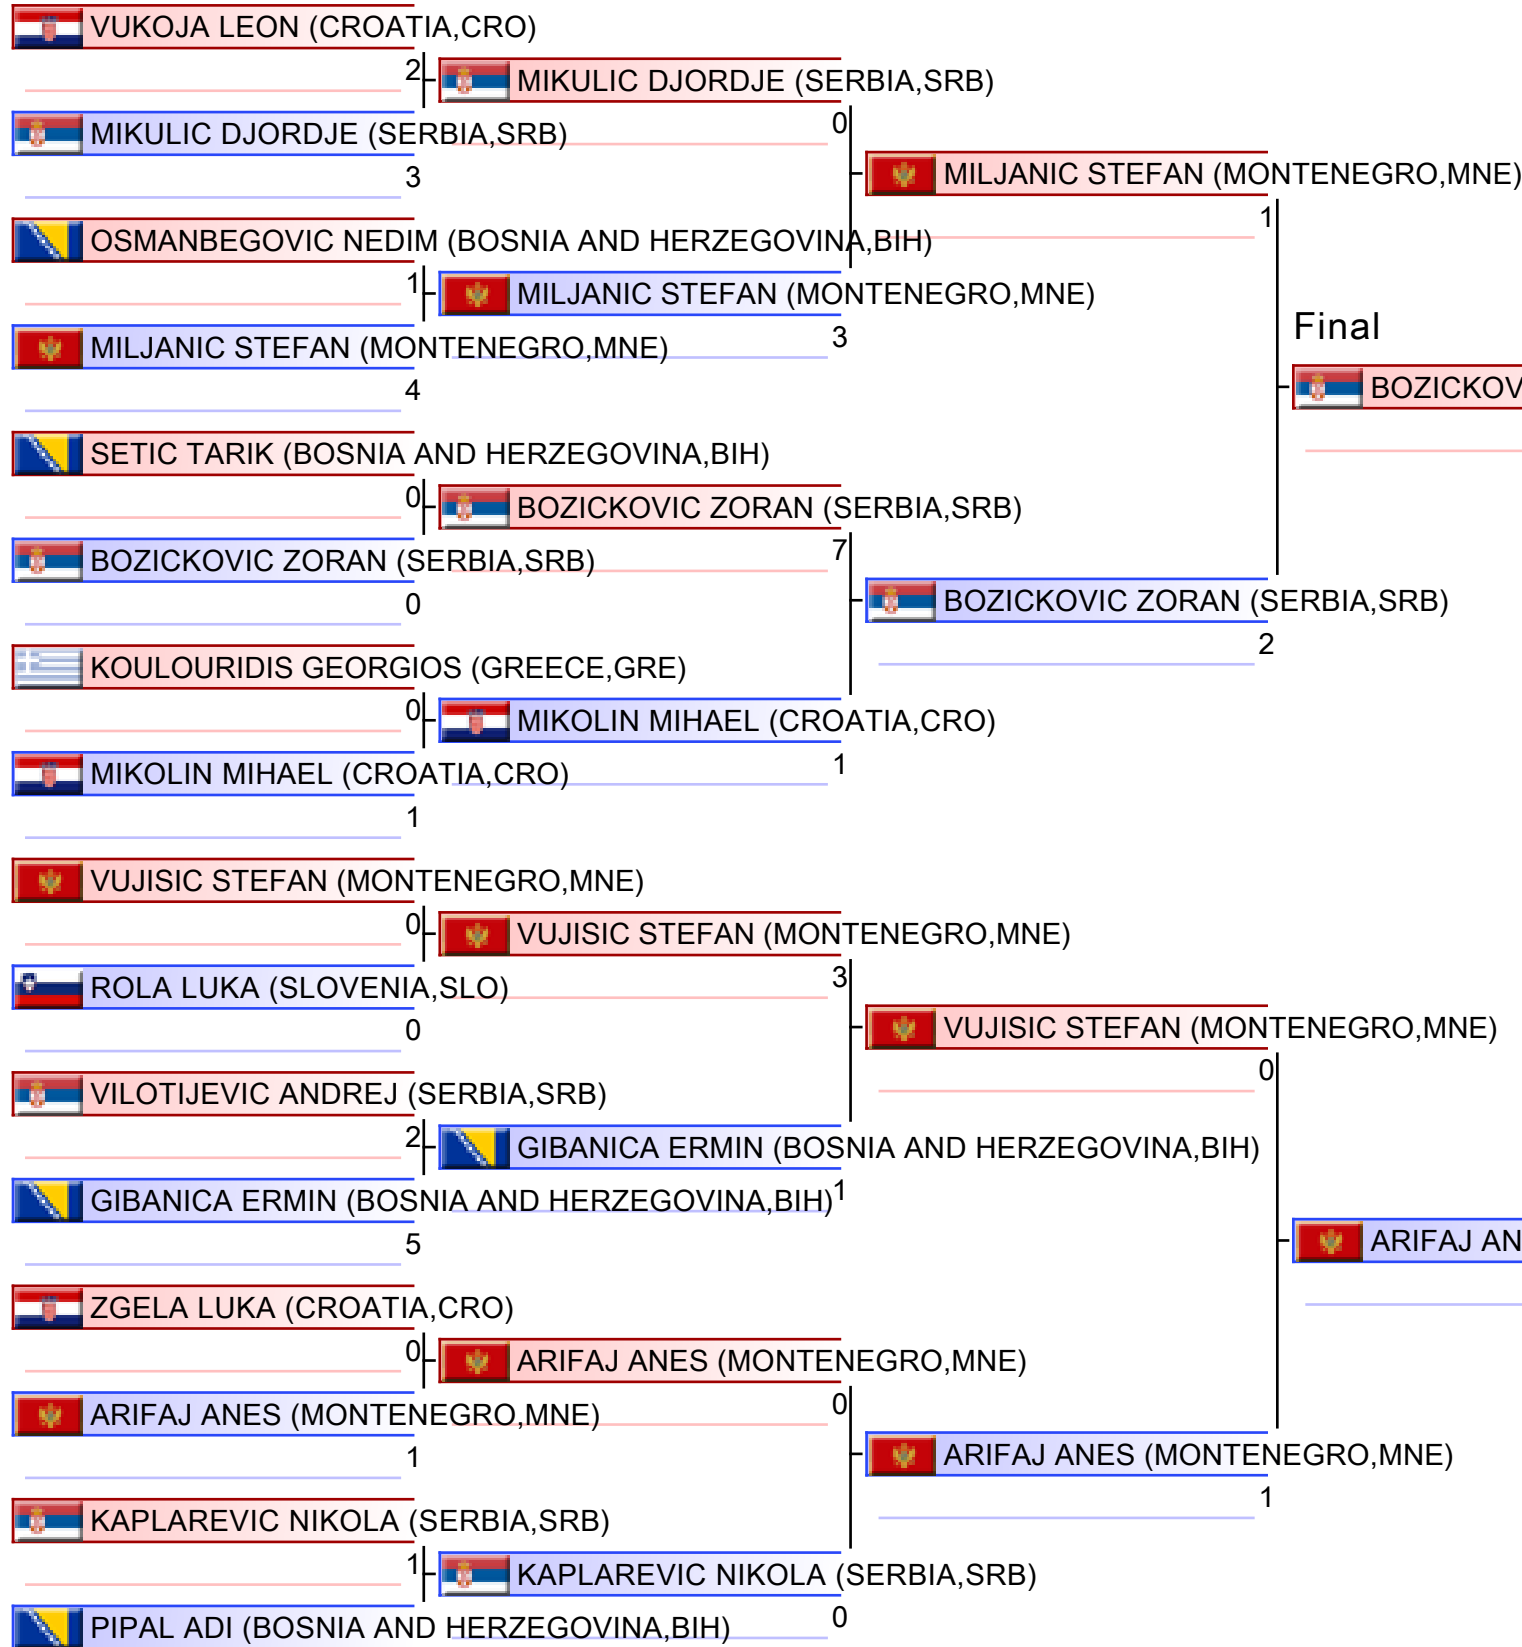 VUKOJA LEON (CROATIA,CRO)
2
MIKULIC DJORDJE (SERBIA,SRB)
3
OSMANBEGOVIC NEDIM (BOSNIA AND HERZEGOVINA,BIH)
1
MILJANIC STEFAN (MONTENEGRO,MNE)
4
SETIC TARIK (BOSNIA AND HERZEGOVINA,BIH)
0
BOZICKOVIC ZORAN (SERBIA,SRB)
0
KOULOURIDIS GEORGIOS (GREECE,GRE)
0
MIKOLIN MIHAEL (CROATIA,CRO)
1
VUJISIC STEFAN (MONTENEGRO,MNE)
0
ROLA LUKA (SLOVENIA,SLO)
0
VILOTIJEVIC ANDREJ (SERBIA,SRB)
2
GIBANICA ERMIN (BOSNIA AND HERZEGOVINA,BIH)
5
ZGELA LUKA (CROATIA,CRO)
0
ARIFAJ ANES (MONTENEGRO,MNE)
1
KAPLAREVIC NIKOLA (SERBIA,SRB)
1
PIPAL ADI (BOSNIA AND HERZEGOVINA,BIH)
MIKULIC DJORDJE (SERBIA,SRB)
0
MILJANIC STEFAN (MONTENEGRO,MNE)
3
BOZICKOVIC ZORAN (SERBIA,SRB)
7
MIKOLIN MIHAEL (CROATIA,CRO)
1
VUJISIC STEFAN (MONTENEGRO,MNE)
3
GIBANICA ERMIN (BOSNIA AND HERZEGOVINA,BIH)
1
ARIFAJ ANES (MONTENEGRO,MNE)
0
KAPLAREVIC NIKOLA (SERBIA,SRB)
0
MILJANIC STEFAN (MONTENEGRO,MNE)
1
BOZICKOVIC ZORAN (SERBIA,SRB)
2
VUJISIC STEFAN (MONTENEGRO,MNE)
0
ARIFAJ ANES (MONTENEGRO,MNE)
1
Final
BOZICKOV
ARIFAJ AN